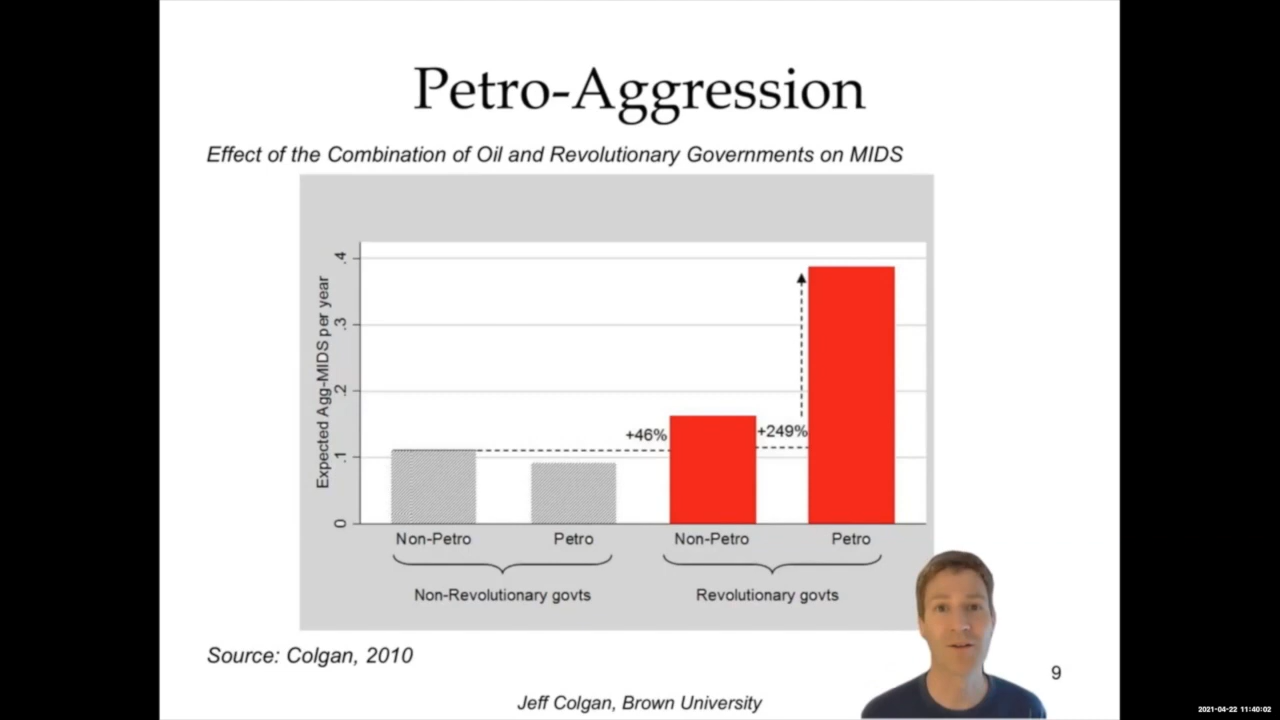 Petro-Aggression
Effect of the Combination of Oil and Revolutionary Governments on MIDS
Expected Agg-MIDS per year
.4
.3
.2
.1
0
+46%
+249%
Non-Petro Petro Non-Petro Petro
Non-Revolutionary govts Revolutionary govts
Source: Colgan, 2010
9
Jeff Colgan, Brown University
2021-04-22 11:40:02